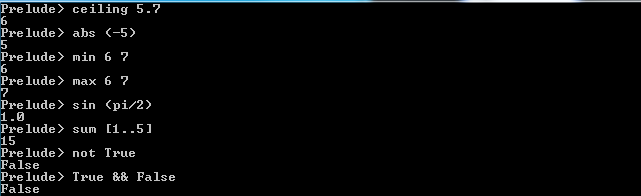 Prelude> ceiling 5.7
6
Prelude> abs (-5)
5
Prelude> min 6 7
6
Prelude> max 6 7
7
Prelude> sin (pi/2)
1.0
Prelude> sum [1..5]
15
Prelude> not True
False
Prelude> True && False
False